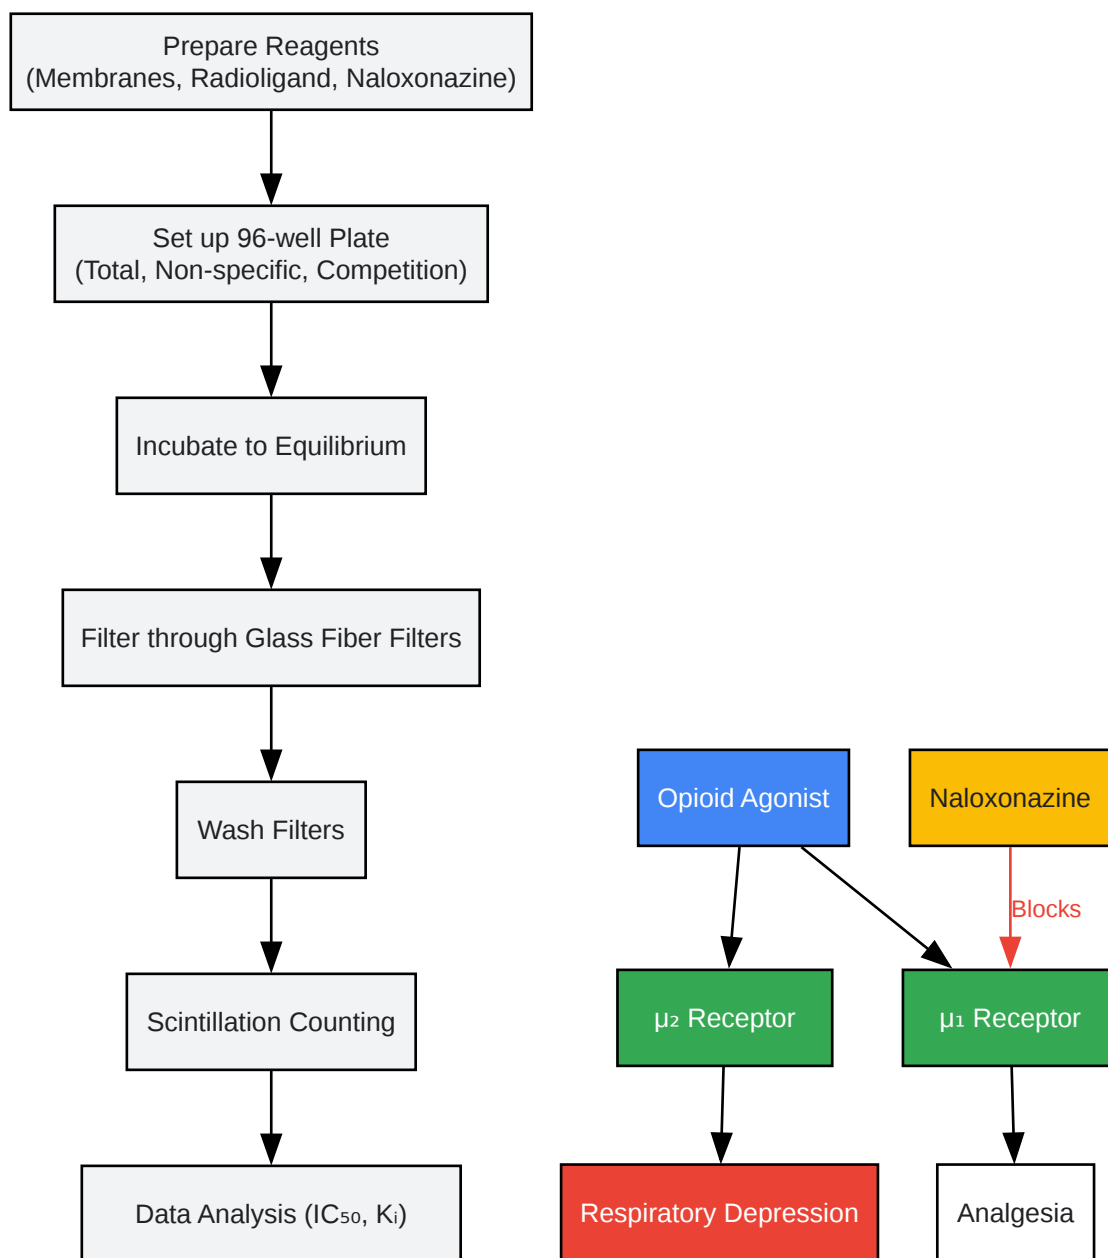 Prepare Reagents
(Membranes, Radioligand, Naloxonazine)
Set up 96-well Plate
(Total, Non-specific, Competition)
Incubate to Equilibrium
Filter through Glass Fiber Filters
Wash Filters
Scintillation Counting
Data Analysis (IC₅₀, Kᵢ)
Opioid Agonist
Naloxonazine
Blocks
μ₂ Receptor
μ₁ Receptor
Respiratory Depression
Analgesia